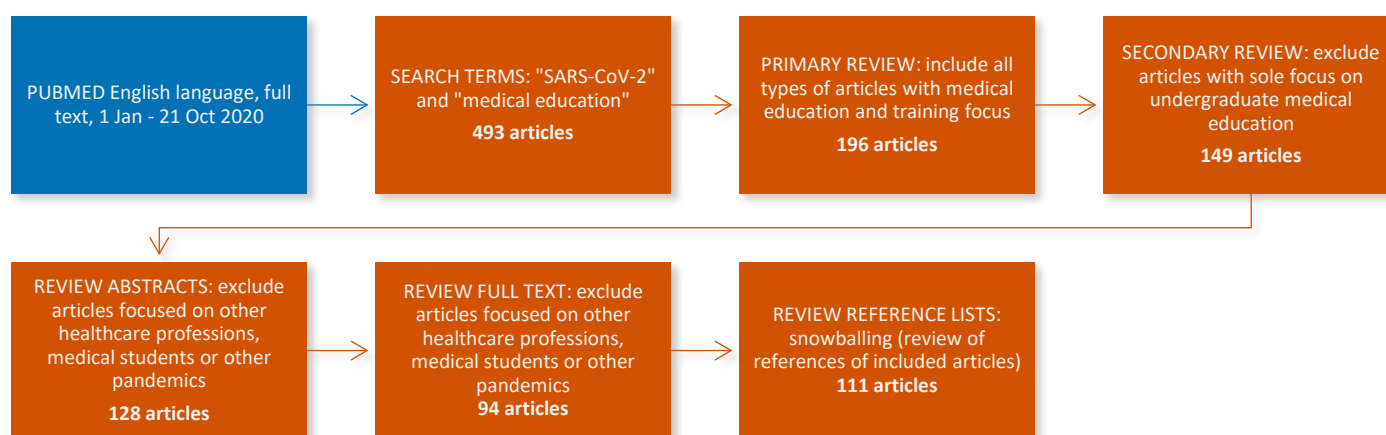 PUBMED English language, full
text, 1 Jan - 21 Oct 2020
SEARCH TERMS: "SARS-CoV-2"
and "medical education"
493 articles
PRIMARY REVIEW: include all
types of articles with medical
education and training focus
196 articles
SECONDARY REVIEW: exclude
articles with sole focus on
undergraduate medical
education
149 articles
REVIEW ABSTRACTS: exclude
articles focused on other
healthcare professions,
medical students or other
pandemics
128 articles
REVIEW FULL TEXT: exclude
articles focused on other
healthcare professions,
medical students or other
pandemics
94 articles
REVIEW REFERENCE LISTS:
snowballing (review of
references of included articles)
111 articles